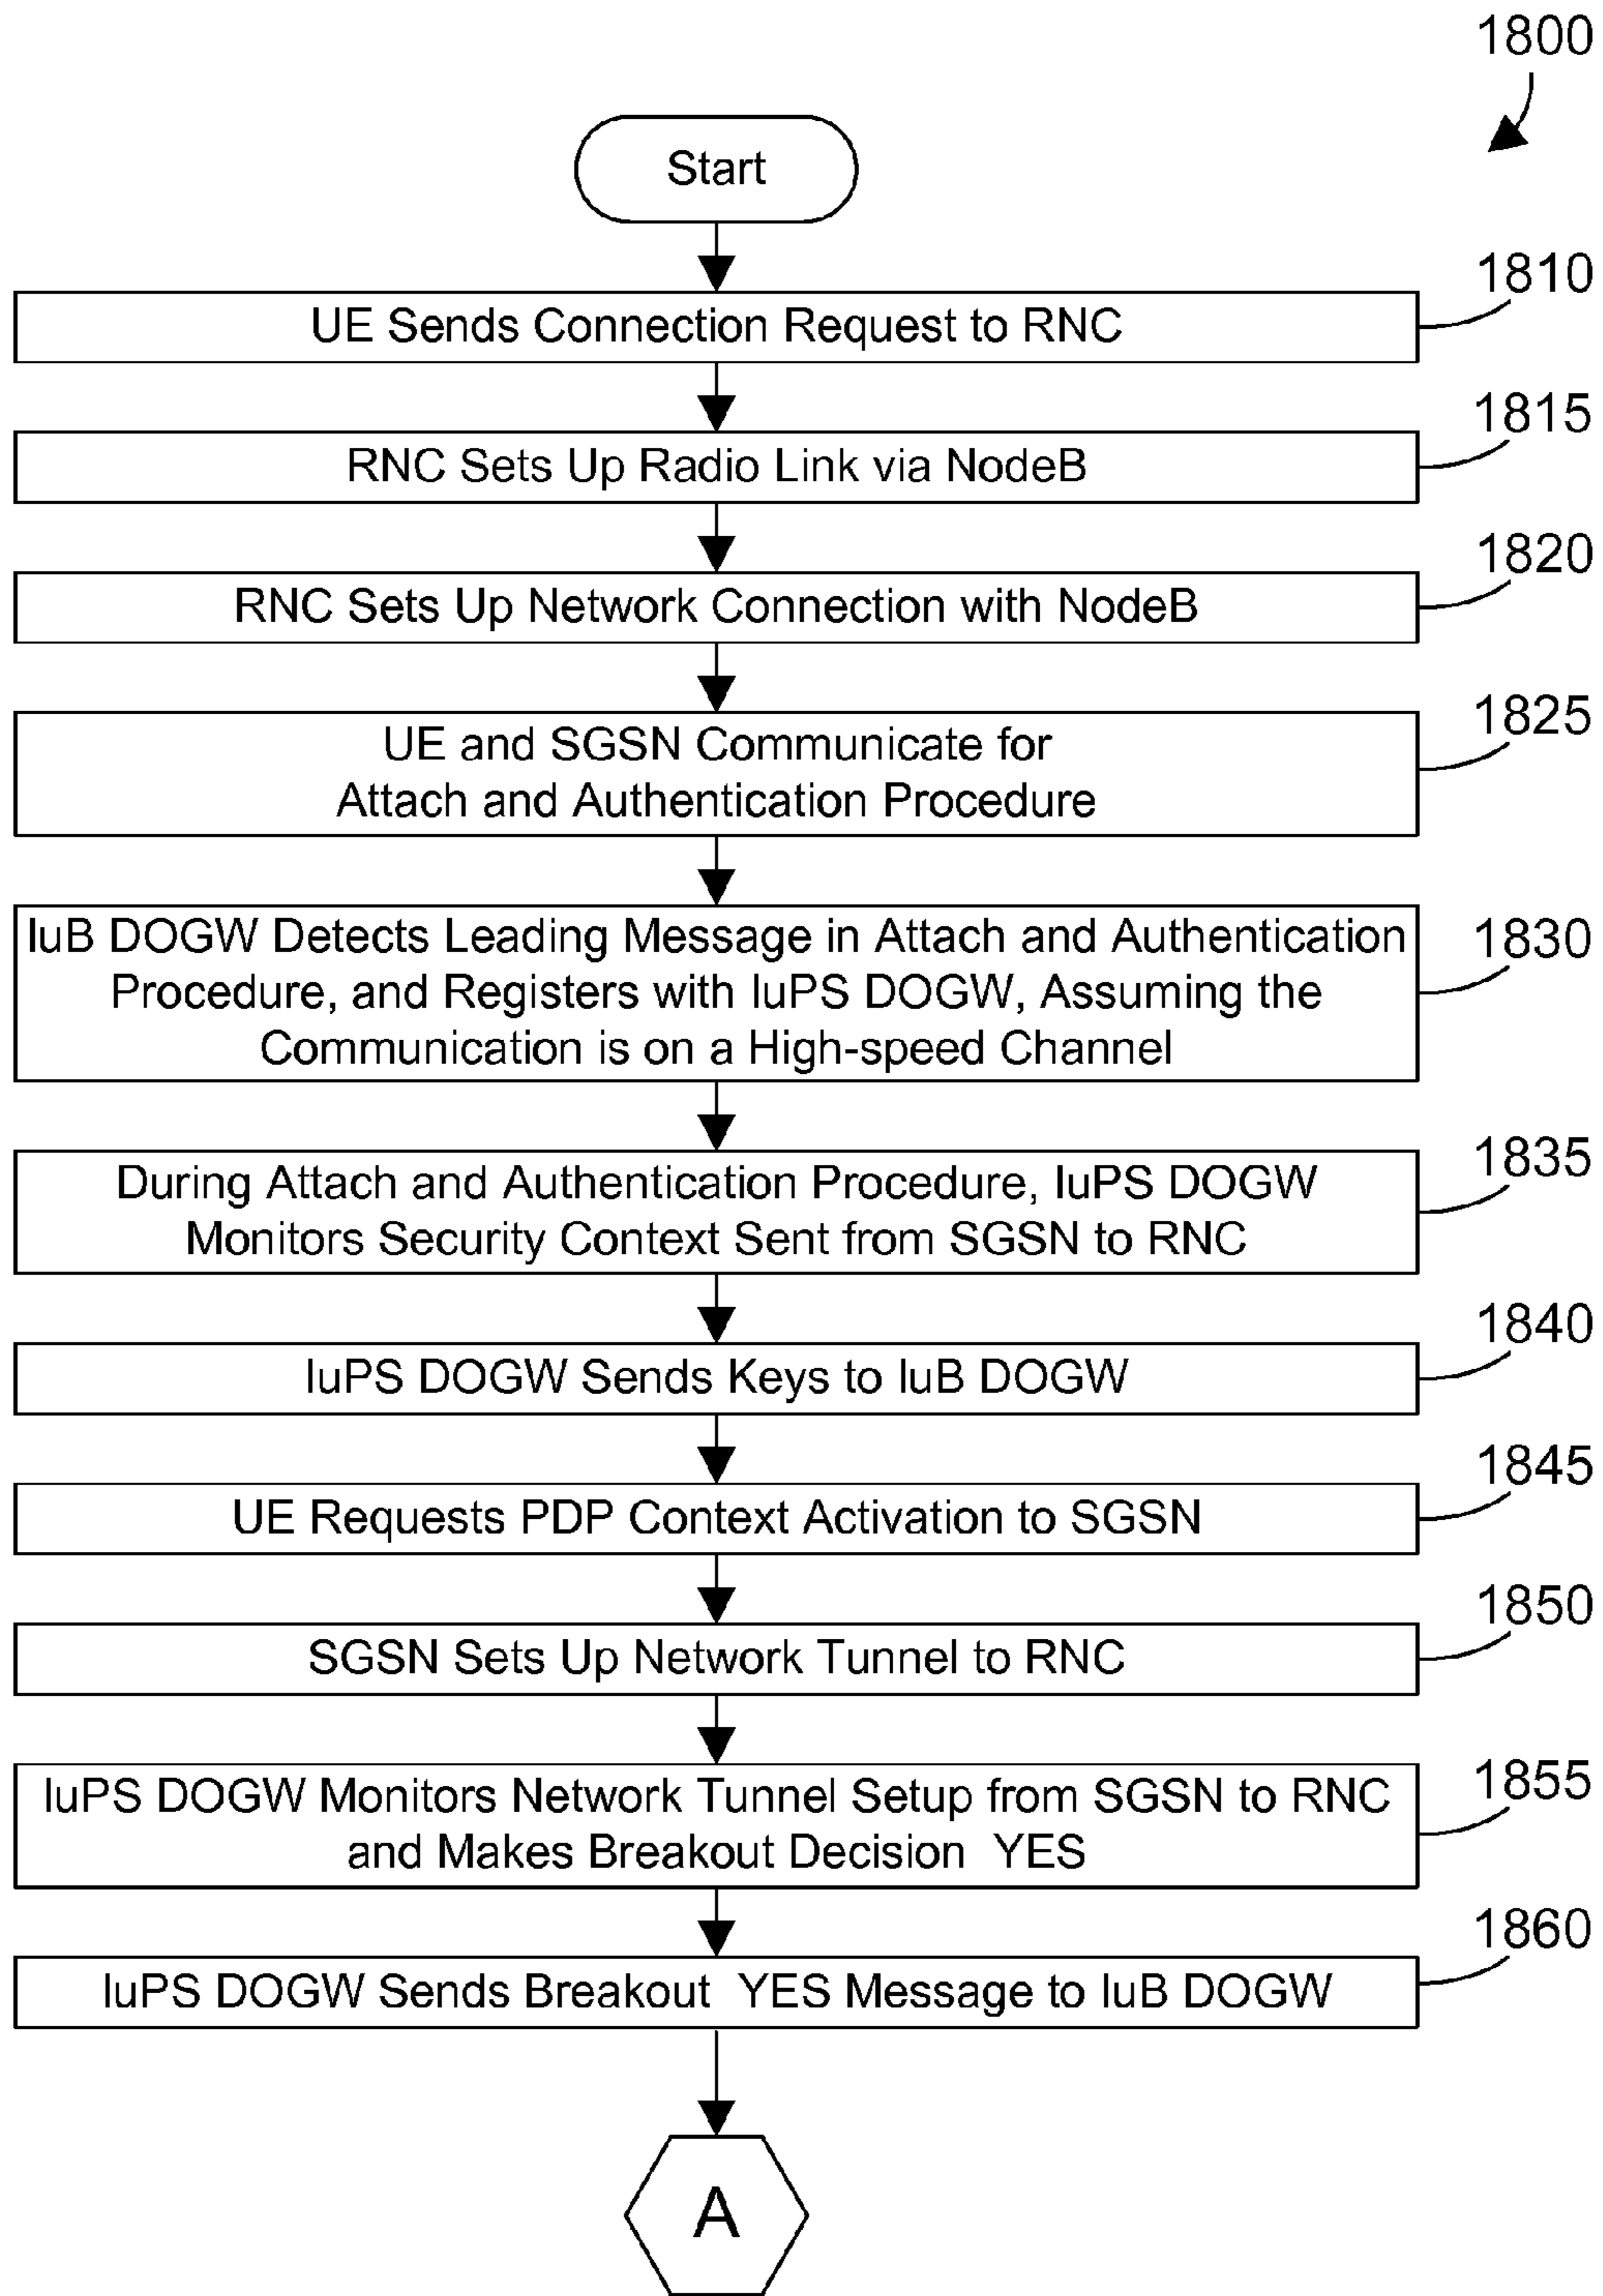 1800
Start
1810
UE Sends Connection Request to RNC
1815
RNC Sets Up Radio Link via NodeB
1820
RNC Sets Up Network Connection with NodeB
1825
UE and SGSN Communicate for
Attach and Authentication Procedure
1830
IuB DOGW Detects Leading Message in Attach and Authentication
Procedure, and Registers with IuPS DOGW, Assuming the
Communication is on a High-speed Channel
1835
During Attach and Authentication Procedure, IuPS DOGW
Monitors Security Context Sent from SGSN to RNC
1840
IuPS DOGW Sends Keys to IuB DOGW
1845
UE Requests PDP Context Activation to SGSN
1850
SGSN Sets Up Network Tunnel to RNC
1855
IuPS DOGW Monitors Network Tunnel Setup from SGSN to RNC
and Makes Breakout Decision YES
1860
IuPS DOGW Sends Breakout YES Message to IuB DOGW
A